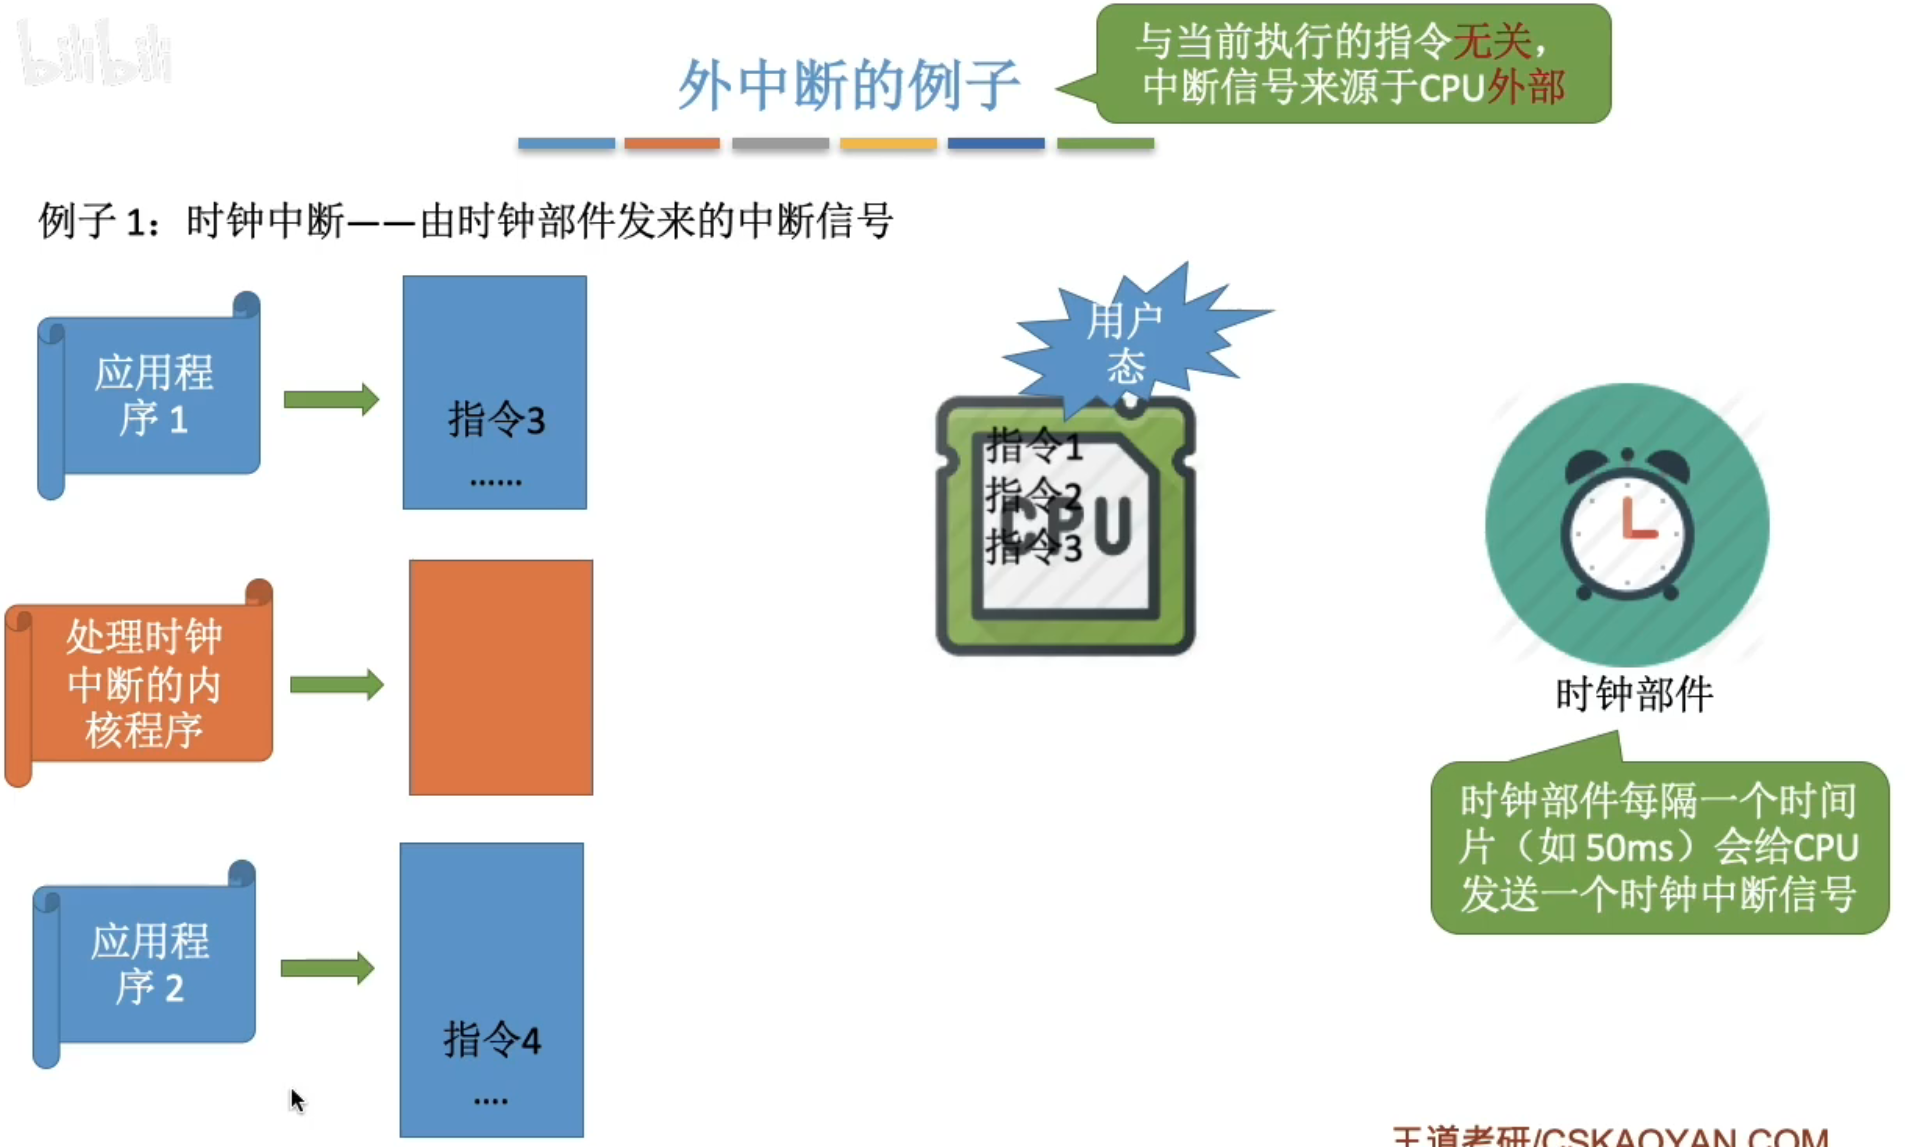 bilibili
外中断的例子
与当前执行的指令无关，
中断信号来源于CPU外部
例子 1：时钟中断——由时钟部件发来的中断信号
应用程
序 1
指令3
……
用户
态
指令1
指令2
指令3
CPU
时钟部件
处理时钟
中断的内
核程序
时钟部件每隔一个时间
片（如 50ms）会给CPU
发送一个时钟中断信号
应用程
序 2
指令4
....
王道考研/CSKAOYAN.COM